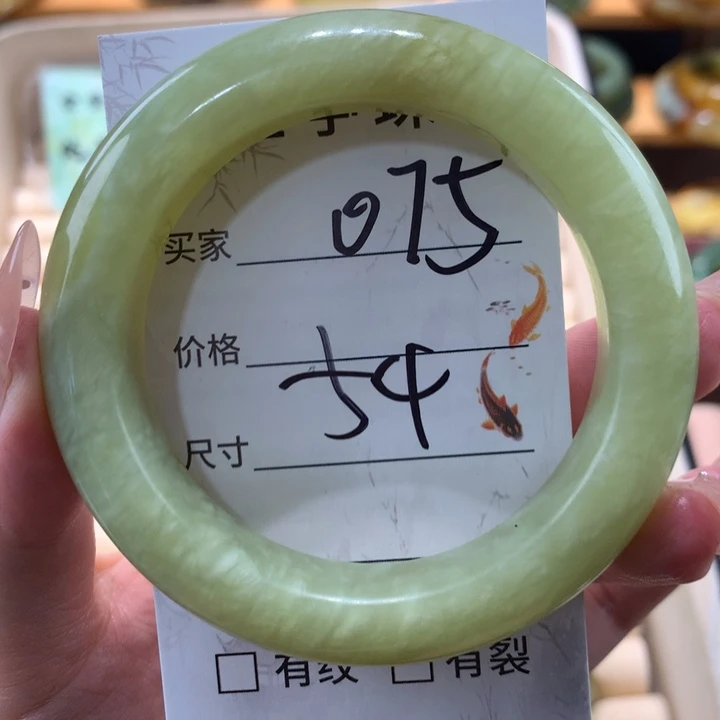 买家 075
价格
尺寸 54
□ 有纹 □ 有裂